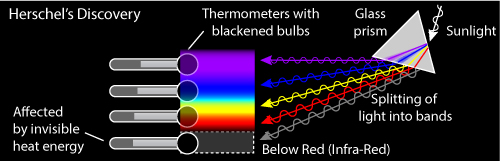 Herschel's Discovery
Thermometers with
blackened bulbs
Glass
prism
Sunlight
Splitting of
light into bands
Affected
by invisible
heat energy
Below Red (Infra-Red)